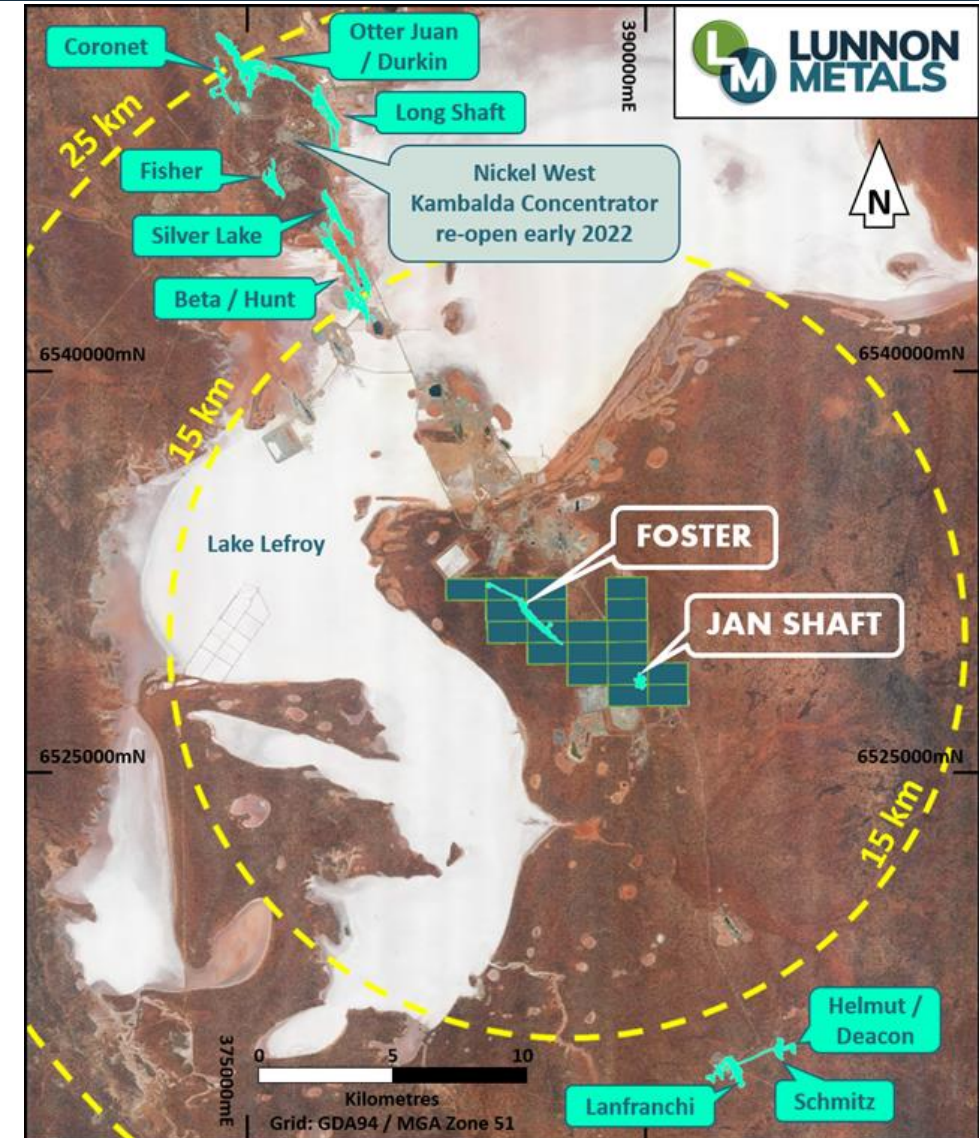 Coronet
Otter Juan
/ Durkin
390000mE
LM
LUNNON
METALS
25 km
Long Shaft
Fisher
Nickel West
Kambalda Concentrator
re-open early 2022
N
Silver Lake
Beta / Hunt
6540000mN
6540000mN
15 km
Lake Lefroy
FOSTER
JAN SHAFT
6525000mN
6525000mN
15 km
Helmut /
Deacon
375000mE
0 5 10
Kilometres
Grid: GDA94 / MGA Zone 51
Lanfranchi
Schmitz